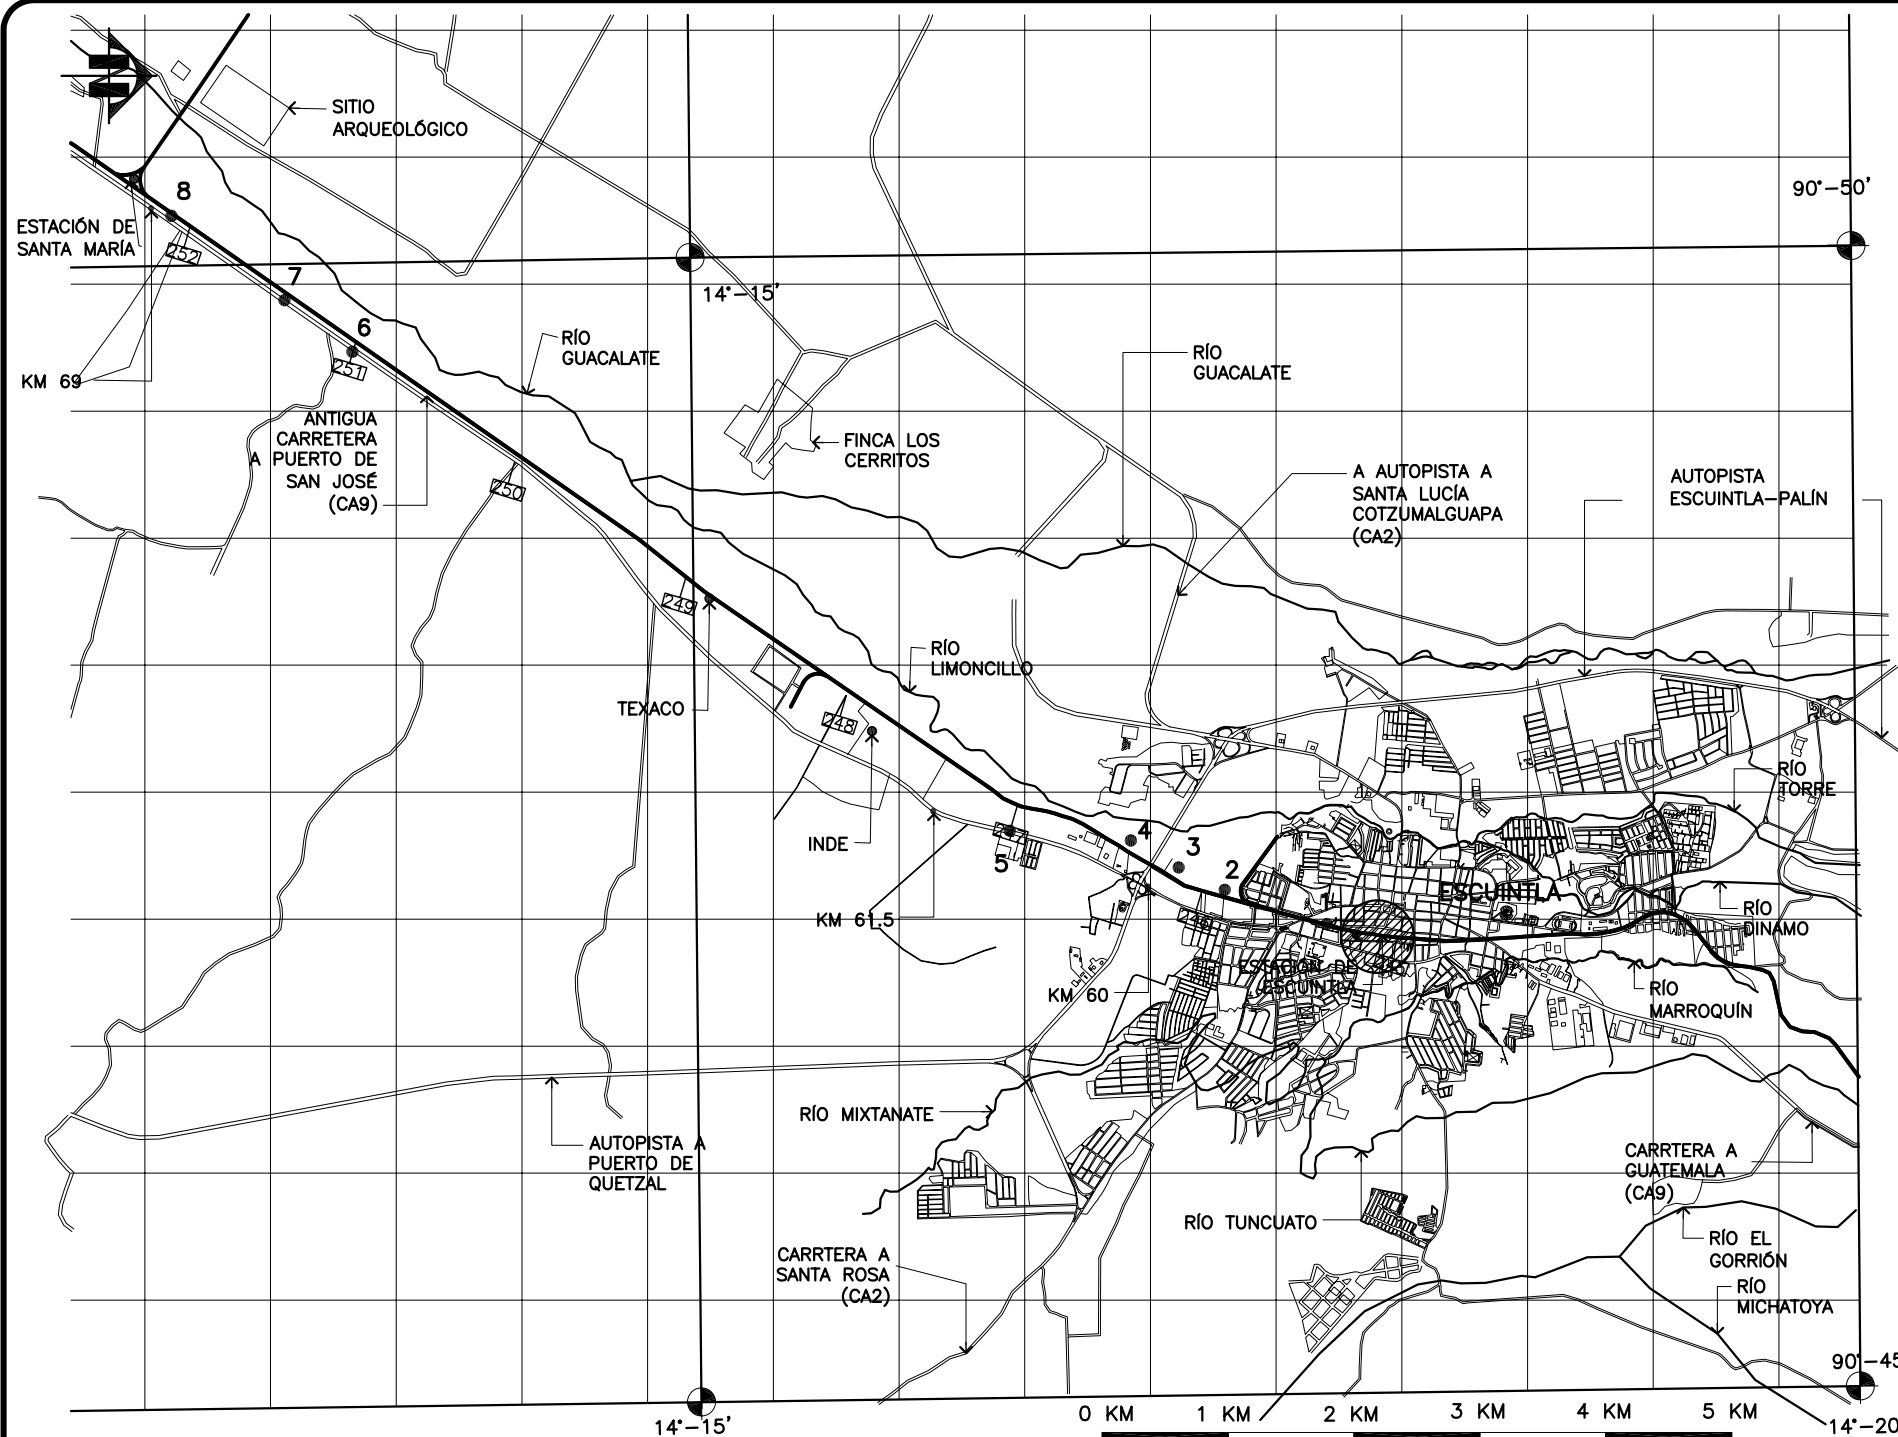 SITIO
ARQUEOLÓGICO
8
ESTACIÓN DE
SANTA MARÍA
252
90°-50'
7
14°-15'
6
251
KM 69
RÍO
GUACALATE
RÍO
GUACALATE
ANTIGUA
CARRETERA
A PUERTO DE
SAN JOSÉ
(CA9)
FINCA LOS
CERRITOS
250
A AUTOPISTA A
SANTA LUCÍA
COTZUMALGUAPA
(CA2)
AUTOPISTA
ESCUINTLA-PALÍN
249
TEXACO
RÍO
LIMONCILLO
248
INDE
RÍO
TORRE
5
4
3
2
KM 61.5
246
ESCUINTLA
RÍO
DINAMO
ESTACIÓN DE
ESCUINTLA
KM 60
RÍO
MARROQUÍN
RÍO MIXTANATE
AUTOPISTA A
PUERTO DE
QUETZAL
CARRTERA A
GUATEMALA
(CA9)
RÍO TUNCUATO
RÍO EL
GORRIÓN
CARRTERA A
SANTA ROSA
(CA2)
RÍO
MICHATOYA
90°-45
14°-15'
0 KM 1 KM 2 KM 3 KM 4 KM 5 KM
14°-20